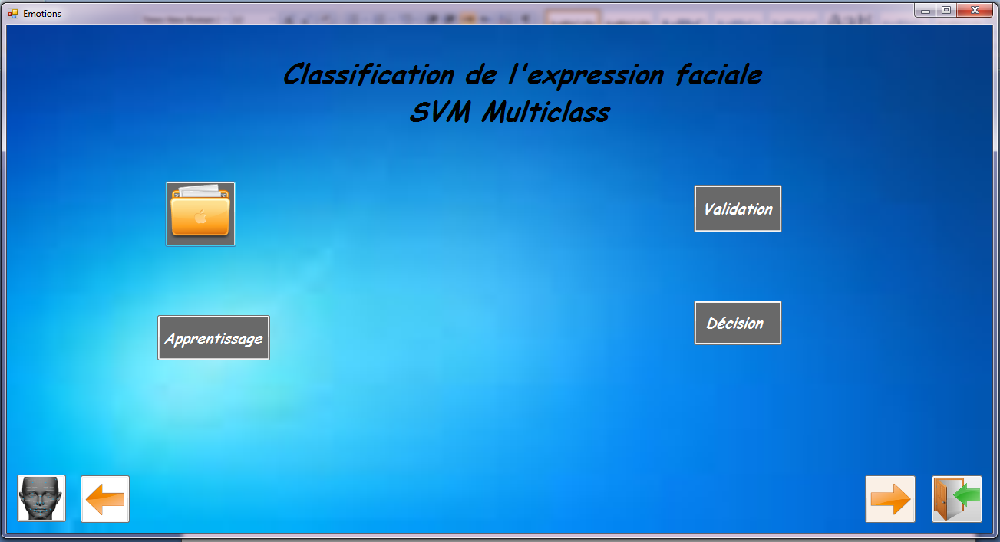 Emotions
Classification de l'expression faciale
SVM Multiclass
Validation
Apprentissage
Décision